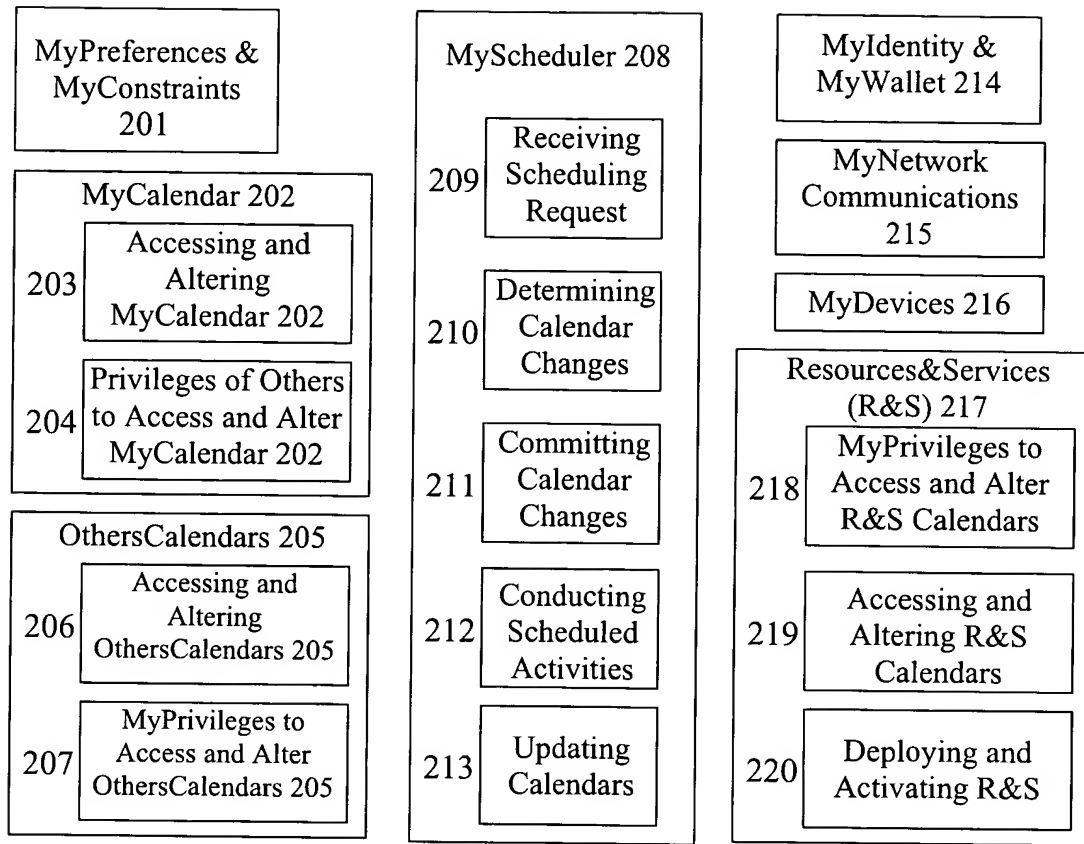 MyPreferences &
MyConstraints
201
MyCalendar 202
203
Accessing and
Altering
MyCalendar 202
204
Privileges of Others
to Access and Alter
MyCalendar 202
OthersCalendars 205
206
Accessing and
Altering
OthersCalendars 205
207
MyPrivileges to
Access and Alter
OthersCalendars 205
MyScheduler 208
209
Receiving
Scheduling
Request
210
Determining
Calendar
Changes
211
Committing
Calendar
Changes
212
Conducting
Scheduled
Activities
213
Updating
Calendars
MyIdentity &
MyWallet 214
MyNetwork
Communications
215
MyDevices 216
Resources&Services
(R&S) 217
218
MyPrivileges to
Access and Alter
R&S Calendars
219
Accessing and
Altering R&S
Calendars
220
Deploying and
Activating R&S